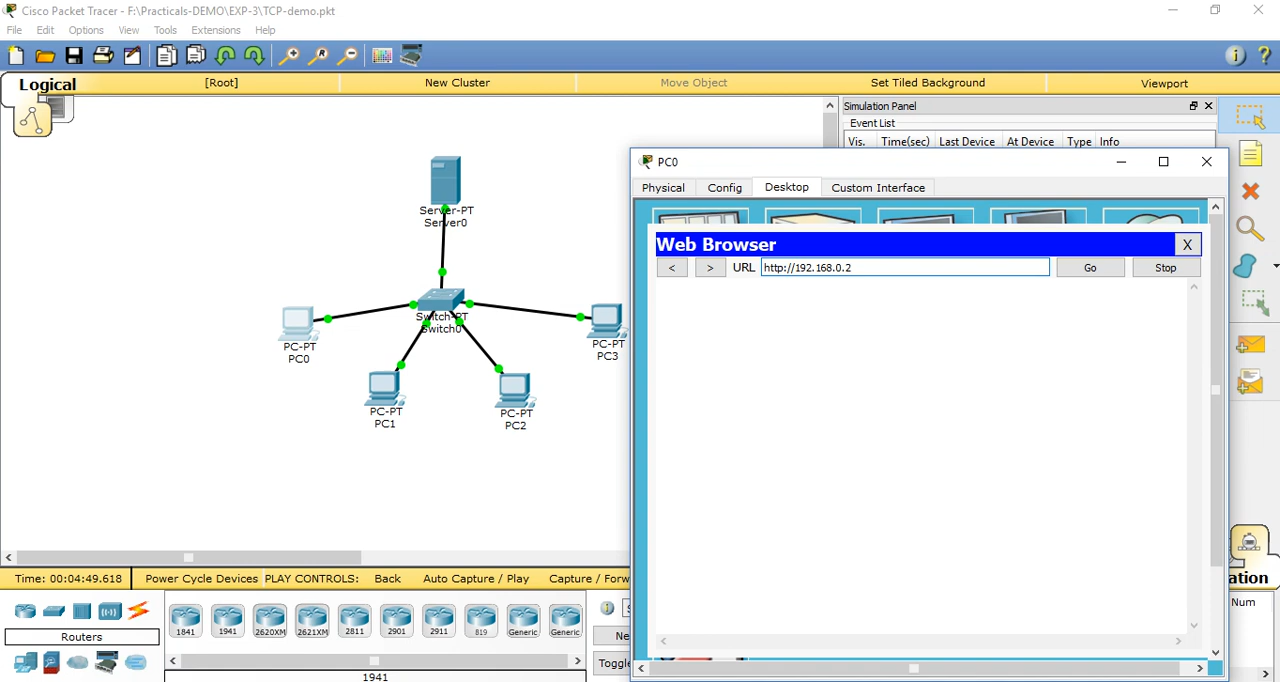 Cisco Packet Tracer - F:\Practicals-DEMO\EXP-3\TCP-demo.pkt
File Edit Options View Tools Extensions Help
Logical [Root] New Cluster Move Object Set Tiled Background Viewport
Simulation Panel
Event List
Vis. Time(sec) Last Device At Device Type Info
PC0
Physical Config Desktop Custom Interface
Web Browser X
< > URL http://192.168.0.2 Go Stop
Server-PT
Server0
Switch-PT
Switch0
PC-PT
PC0
PC-PT
PC3
PC-PT
PC1
PC-PT
PC2
Time: 00:04:49.618 Power Cycle Devices PLAY CONTROLS: Back Auto Capture / Play Capture / Forw
1841 1941 2620XM 2621XM 2811 2901 2911 819 Generic Generic
Routers
1941
Ne
Toggle
ation
Num